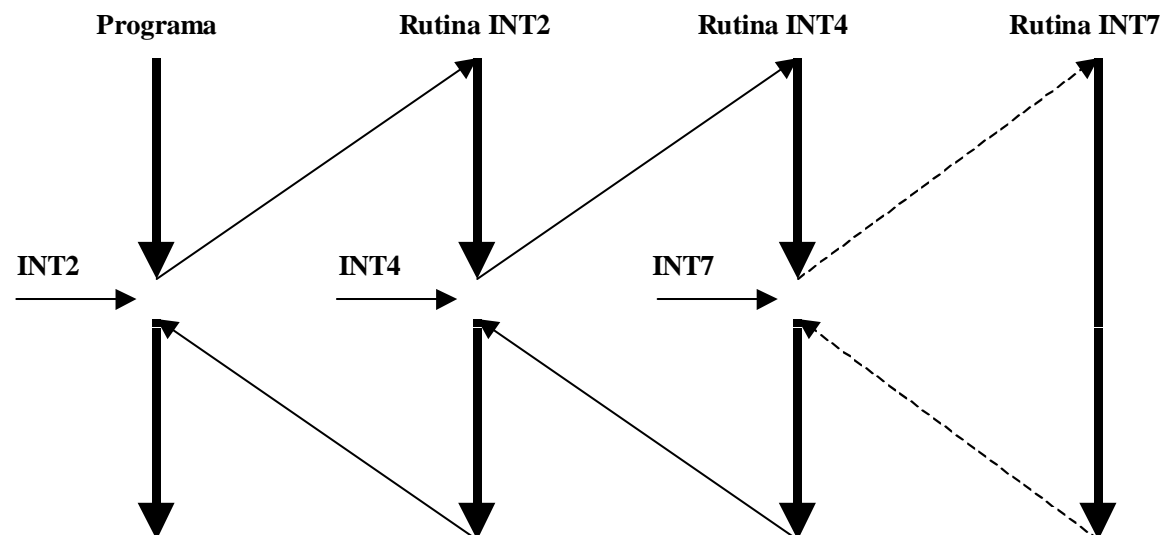 Programa Rutina INT2 Rutina INT4 Rutina INT7
INT2 INT4 INT7